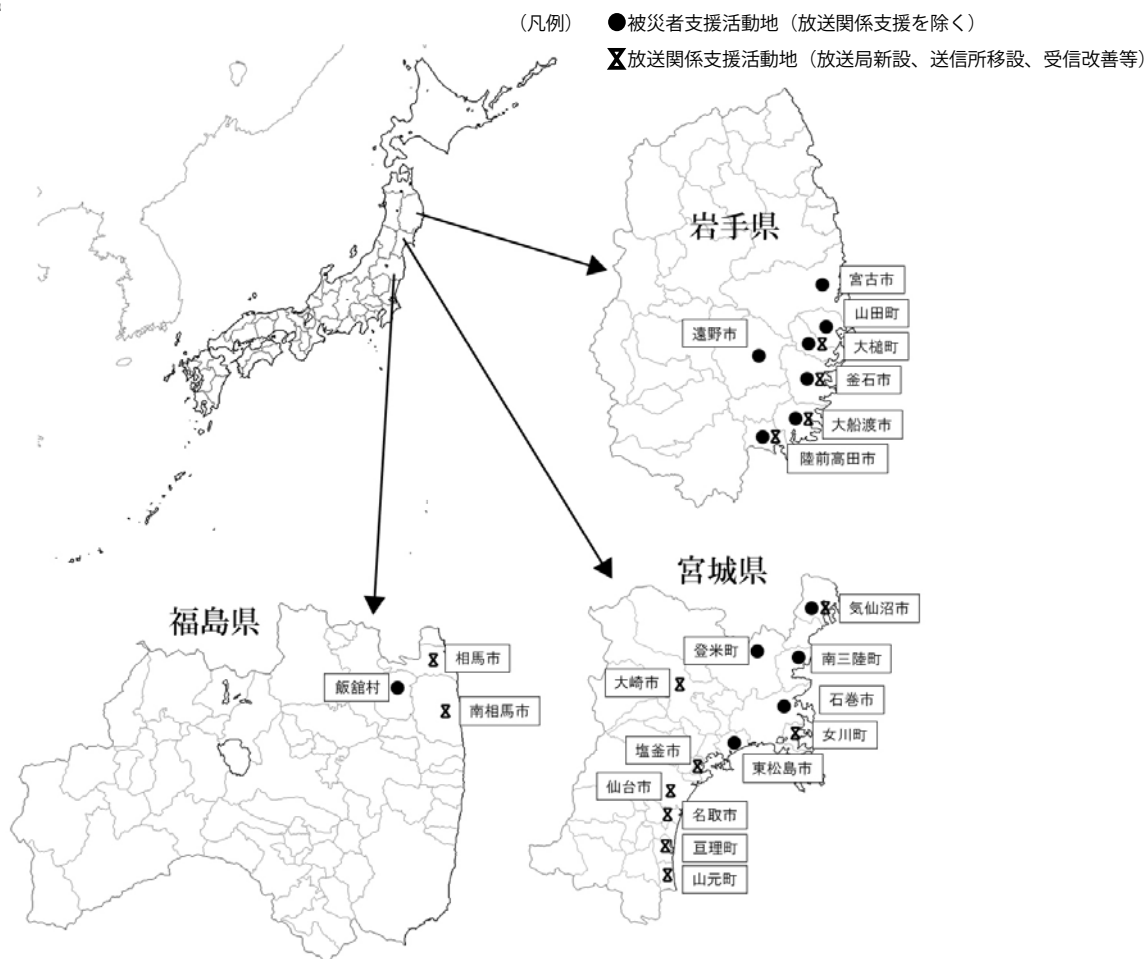 (凡例) ●被災者支援活動地(放送関係支援を除く)
放送関係支援活動地(放送局新設、送信所移設、受信改善等)
岩手県
宮古市
山田町
遠野市
大槌町
釜石市
大船渡市
陸前高田市
宮城県
気仙沼市
登米町
南三陸町
大崎市
石巻市
女川町
塩釜市
東松島市
仙台市
名取市
亘理町
山元町
福島県
相馬市
飯舘村
南相馬市